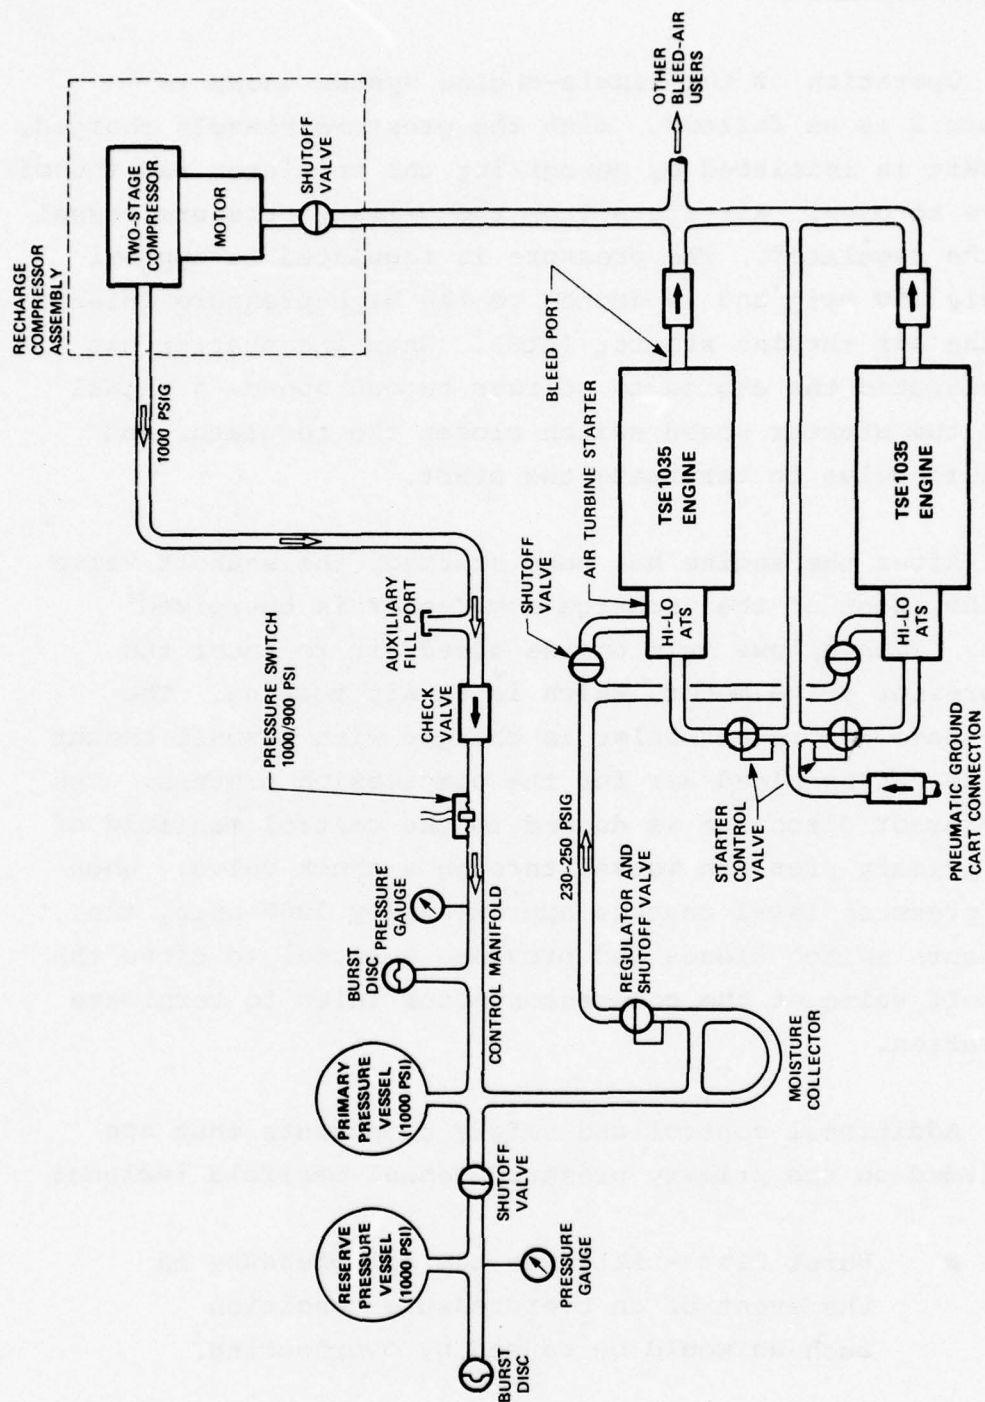 RECHARGE
COMPRESSOR
ASSEMBLY
TWO-STAGE
COMPRESSOR
MOTOR
SHUTOFF
VALVE
1000 PSIG
OTHER
BLEED-AIR
USERS
BLEED PORT
AIR TURBINE STARTER
SHUTOFF
VALVE
TSE1035
ENGINE
HI-LO
ATS
TSE1035
ENGINE
HI-LO
ATS
AUXILIARY
FILL PORT
CHECK
VALVE
PRESSURE SWITCH
1000/900 PSI
PRESSURE
GAUGE
BURST
DISC
CONTROL MANIFOLD
230-250 PSIG
REGULATOR AND
SHUTOFF VALVE
STARTER
CONTROL
VALVE
PNEUMATIC GROUND
CART CONNECTION
MOISTURE
COLLECTOR
PRIMARY
PRESSURE
VESSEL
(1000 PSI)
SHUTOFF
VALVE
RESERVE
PRESSURE
VESSEL
(1000 PSI)
PRESSURE
GAUGE
BURST
DISC